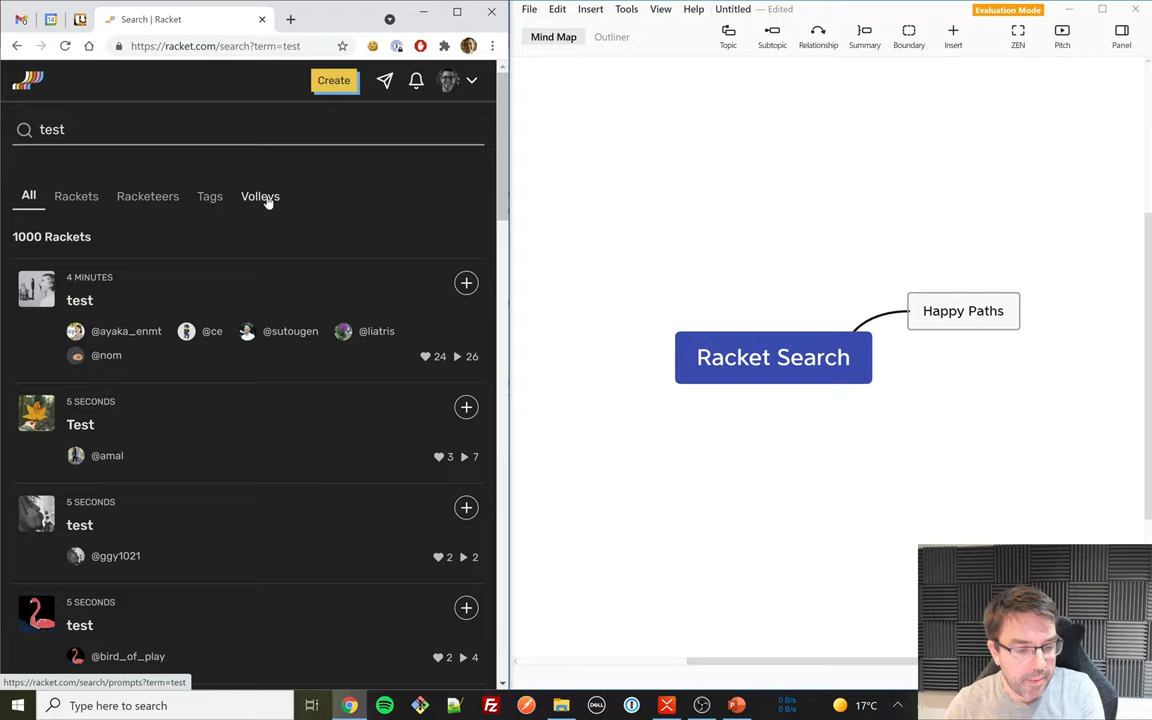 Search | Racket
https://racket.com/search?term=test
Create
test
All Rackets Racketeers Tags Volleys
1000 Rackets
4 MINUTES
test
@ayaka_enmt @ce @sutougen @liatris
@nom 24 26
5 SECONDS
Test
@amal 3 7
5 SECONDS
test
@ggy1021 2 2
5 SECONDS
test
@bird_of_play 2 4
https://racket.com/search/prompts?term=test
File Edit Insert Tools View Help Untitled — Edited Evaluation Mode
Mind Map Outliner
Topic Subtopic Relationship Summary Boundary Insert ZEN Pitch Panel
Happy Paths
Racket Search
Type here to search
0 B/s
0 B/s
17°C